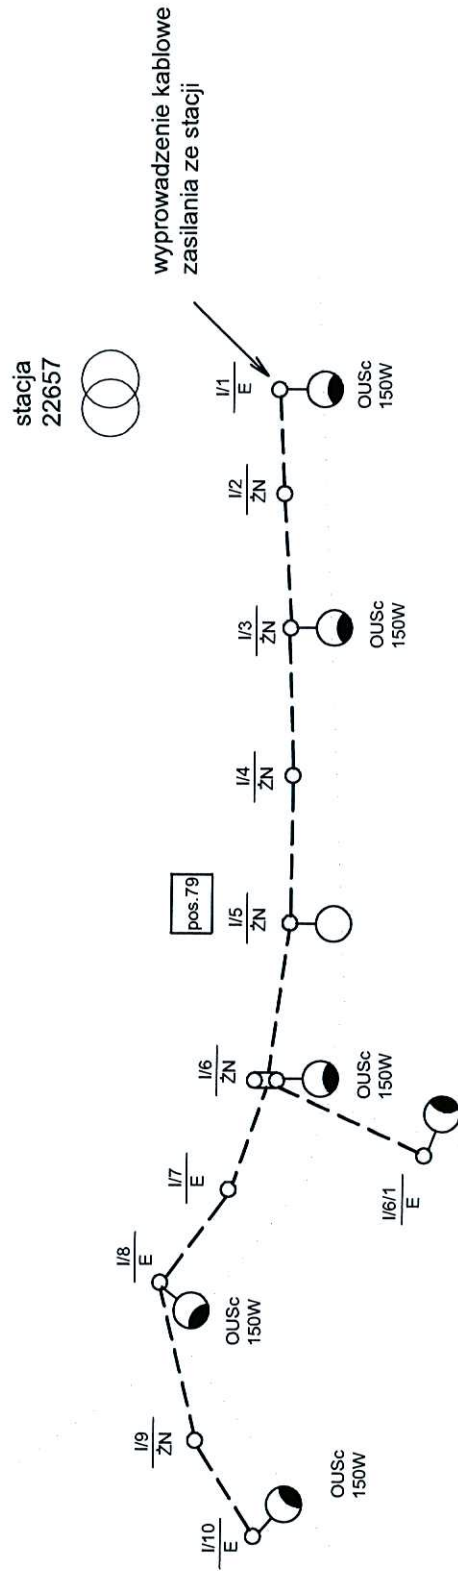 stacja
22657
wyprowadzenie kablowe
zasilania ze stacji
I/10
E
OUSc
150W
I/9
ŻN
I/8
E
OUSc
150W
I/7
E
I/6
ŻN
OUSc
150W
I/6/1
E
pos.79
I/5
ŻN
I/4
ŻN
I/3
ŻN
OUSc
150W
I/2
ŻN
I/1
E
OUSc
150W